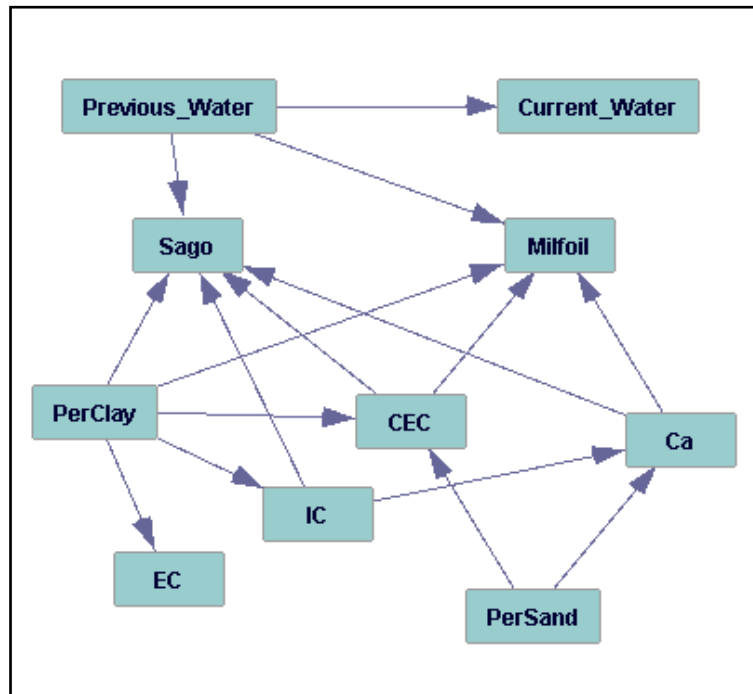 Previous_Water
Current_Water
Sago
Milfoil
PerClay
CEC
Ca
IC
EC
PerSand